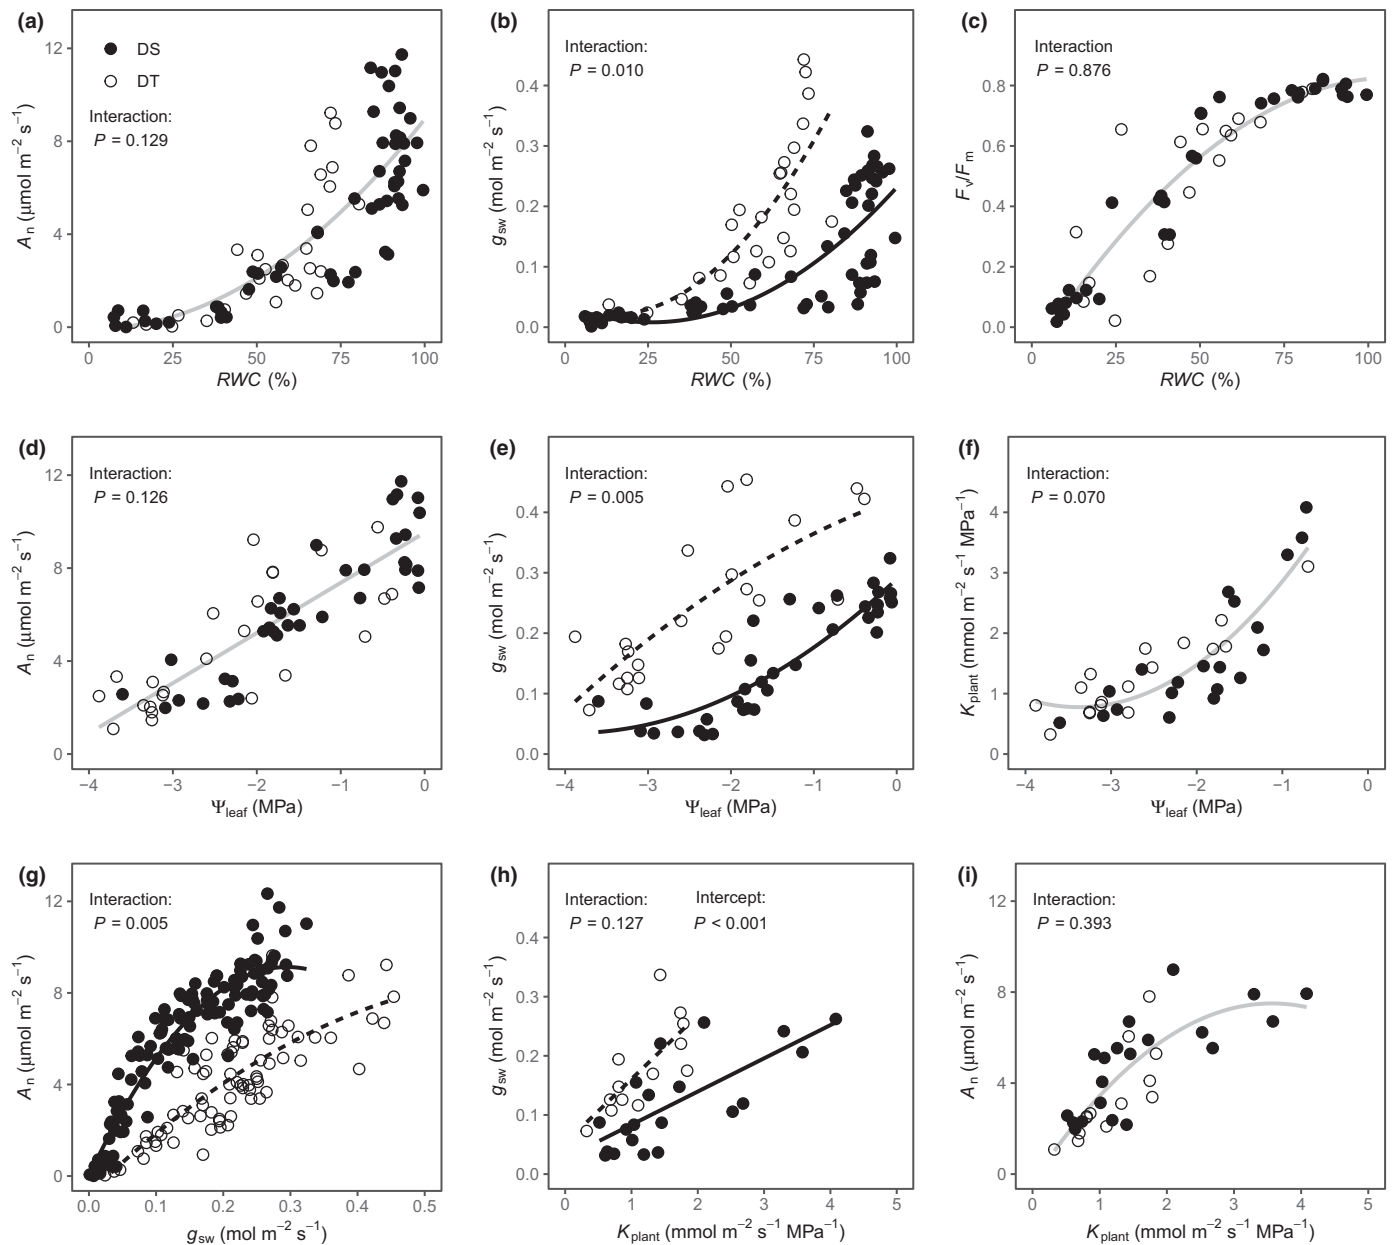 (a)
DS
DT
Interaction:
P = 0.129
12
8
4
0
Aₙ (μmol m⁻² s⁻¹)
0 25 50 75 100
RWC (%)
(b)
Interaction:
P = 0.010
0.4
0.3
0.2
0.1
0.0
g_sw (mol m⁻² s⁻¹)
0 25 50 75 100
RWC (%)
(c)
Interaction
P = 0.876
0.8
0.6
0.4
0.2
0.0
F_v/F_m
0 25 50 75 100
RWC (%)
(d)
Interaction:
P = 0.126
12
8
4
0
Aₙ (μmol m⁻² s⁻¹)
−4 −3 −2 −1 0
Ψ_leaf (MPa)
(e)
Interaction:
P = 0.005
0.4
0.3
0.2
0.1
0.0
g_sw (mol m⁻² s⁻¹)
−4 −3 −2 −1 0
Ψ_leaf (MPa)
(f)
Interaction:
P = 0.070
4
3
2
1
0
K_plant (mmol m⁻² s⁻¹ MPa⁻¹)
−4 −3 −2 −1 0
Ψ_leaf (MPa)
(g)
Interaction:
P = 0.005
12
8
4
0
Aₙ (μmol m⁻² s⁻¹)
0.0 0.1 0.2 0.3 0.4 0.5
g_sw (mol m⁻² s⁻¹)
(h)
Interaction: Intercept:
P = 0.127 P < 0.001
0.4
0.3
0.2
0.1
0.0
g_sw (mol m⁻² s⁻¹)
0 1 2 3 4 5
K_plant (mmol m⁻² s⁻¹ MPa⁻¹)
(i)
Interaction:
P = 0.393
12
8
4
0
Aₙ (μmol m⁻² s⁻¹)
0 1 2 3 4 5
K_plant (mmol m⁻² s⁻¹ MPa⁻¹)